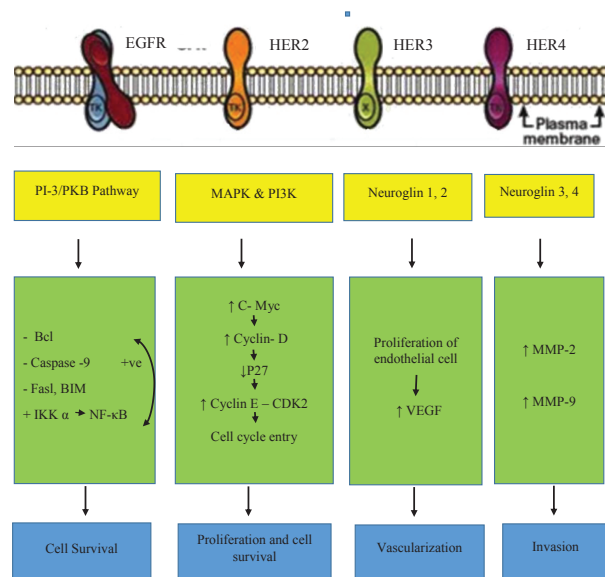 EGFR
HER2
HER3
HER4
TK
TK
X
TK
Plasma
membrane
PI-3/PKB Pathway
MAPK & PI3K
Neuroglin 1, 2
Neuroglin 3, 4
- Bcl
- Caspase -9 +ve
- Fasl, BIM
+ IKK α NF-κB
↑ C- Myc
↑ Cyclin- D
↓P27
↑ Cyclin E – CDK2
Cell cycle entry
Proliferation of
endothelial cell
↑ VEGF
↑ MMP-2
↑ MMP-9
Cell Survival
Proliferation and cell
survival
Vascularization
Invasion